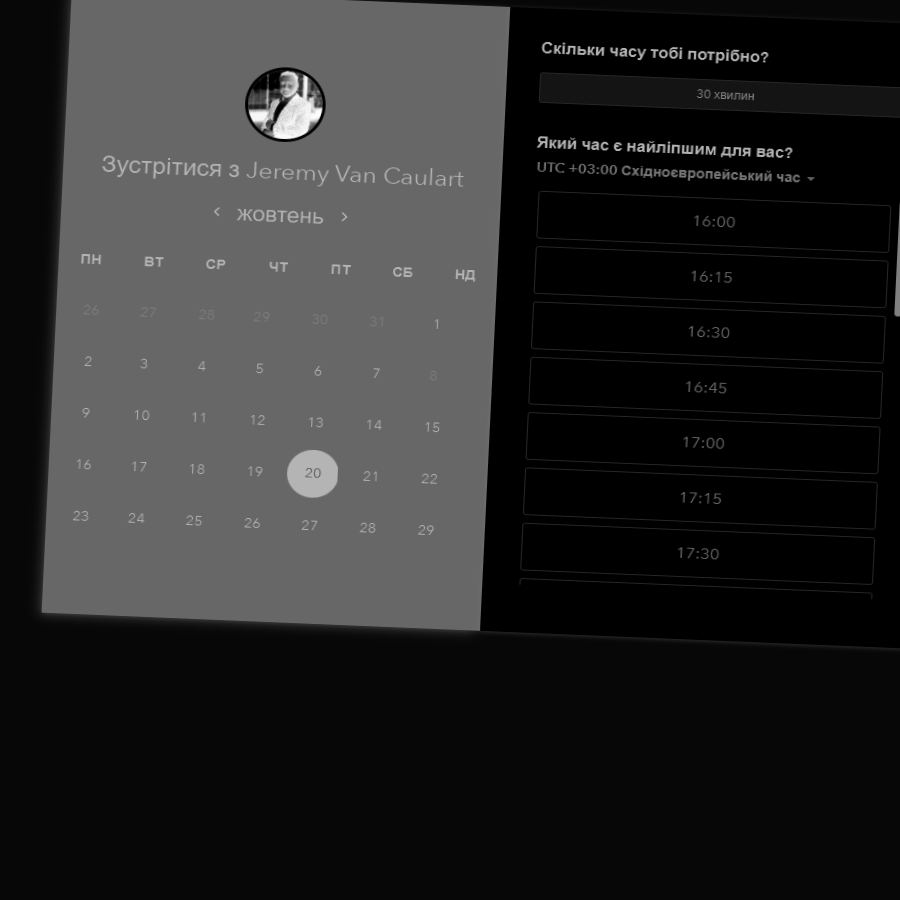 Зустрітися з Jeremy Van Caulart
‹ жовтень ›
ПН ВТ СР ЧТ ПТ СБ НД
26 27 28 29 30 31 1
2 3 4 5 6 7 8
9 10 11 12 13 14 15
16 17 18 19 20 21 22
23 24 25 26 27 28 29
Скільки часу тобі потрібно?
30 хвилин
Який час є найліпшим для вас?
UTC +03:00 Східноєвропейський час
16:00
16:15
16:30
16:45
17:00
17:15
17:30